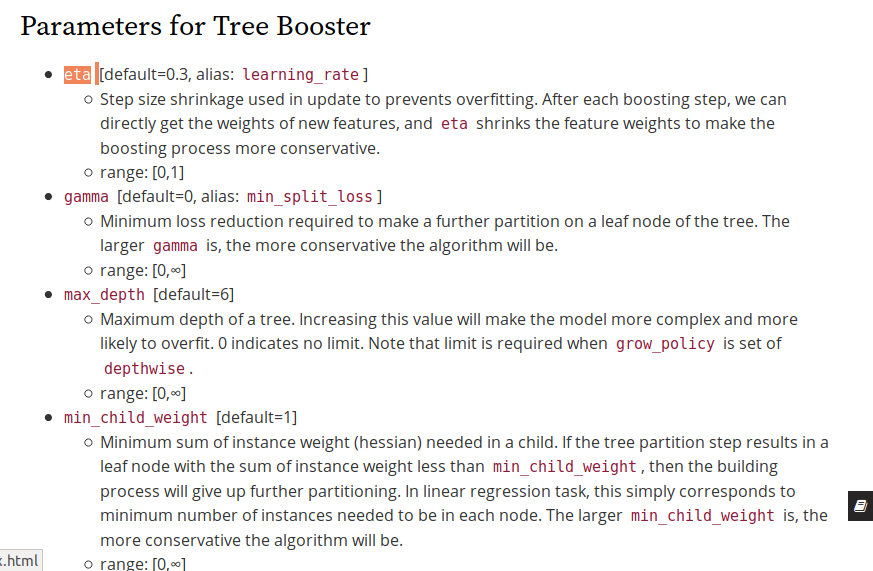 Parameters for Tree Booster
eta [default=0.3, alias: learning_rate]
Step size shrinkage used in update to prevents overfitting. After each boosting step, we can
directly get the weights of new features, and eta shrinks the feature weights to make the
boosting process more conservative.
range: [0,1]
gamma [default=0, alias: min_split_loss]
Minimum loss reduction required to make a further partition on a leaf node of the tree. The
larger gamma is, the more conservative the algorithm will be.
range: [0,∞]
max_depth [default=6]
Maximum depth of a tree. Increasing this value will make the model more complex and more
likely to overfit. 0 indicates no limit. Note that limit is required when grow_policy is set of
depthwise.
range: [0,∞]
min_child_weight [default=1]
Minimum sum of instance weight (hessian) needed in a child. If the tree partition step results in a
leaf node with the sum of instance weight less than min_child_weight, then the building
process will give up further partitioning. In linear regression task, this simply corresponds to
minimum number of instances needed to be in each node. The larger min_child_weight is, the
more conservative the algorithm will be.
.html
range: [0,∞]